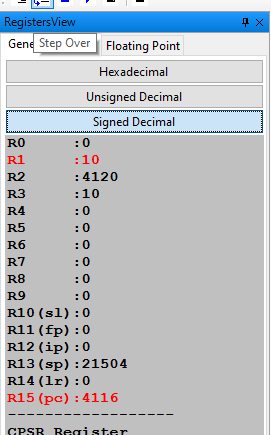 RegistersView
Gene Step Over Floating Point
Hexadecimal
Unsigned Decimal
Signed Decimal
R0 :0
R1 :10
R2 :4120
R3 :10
R4 :0
R5 :0
R6 :0
R7 :0
R8 :0
R9 :0
R10(sl):0
R11(fp):0
R12(ip):0
R13(sp):21504
R14(lr):0
R15(pc):4116
------------------
CPSR Register